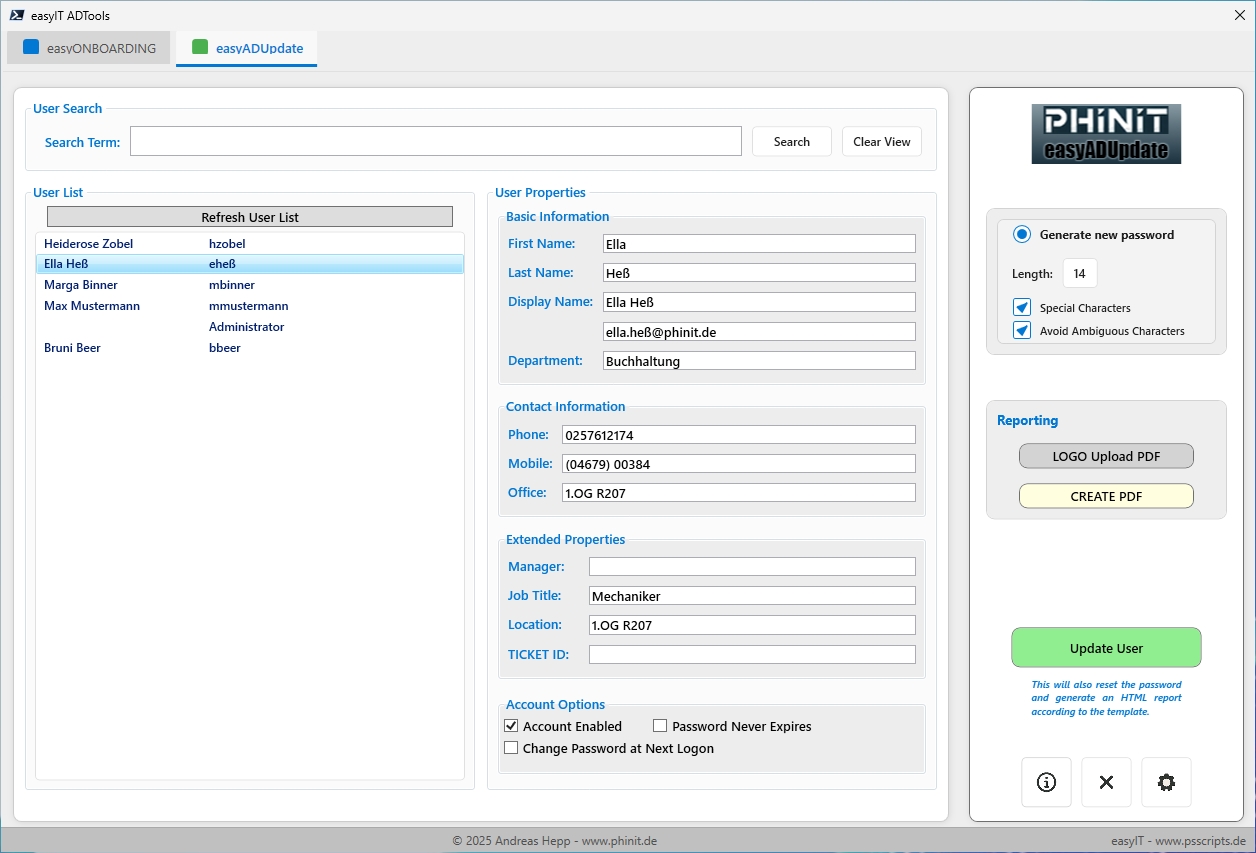 easyIT ADTools
easyONBOARDING
easyADUpdate
User Search
Search Term:
Search
Clear View
User List
Refresh User List
Heiderose Zobel hzobel
Ella Heß eheß
Marga Binner mbinner
Max Mustermann mmustermann
Administrator
Bruni Beer bbeer
User Properties
Basic Information
First Name: Ella
Last Name: Heß
Display Name: Ella Heß
ella.heß@phinit.de
Department: Buchhaltung
Contact Information
Phone: 0257612174
Mobile: (04679) 00384
Office: 1.OG R207
Extended Properties
Manager:
Job Title: Mechaniker
Location: 1.OG R207
TICKET ID:
Account Options
Account Enabled
Password Never Expires
Change Password at Next Logon
PHiNiT
easyADUpdate
Generate new password
Length: 14
Special Characters
Avoid Ambiguous Characters
Reporting
LOGO Upload PDF
CREATE PDF
Update User
This will also reset the password
and generate an HTML report
according to the template.
© 2025 Andreas Hepp - www.phinit.de
easyIT - www.psscripts.de